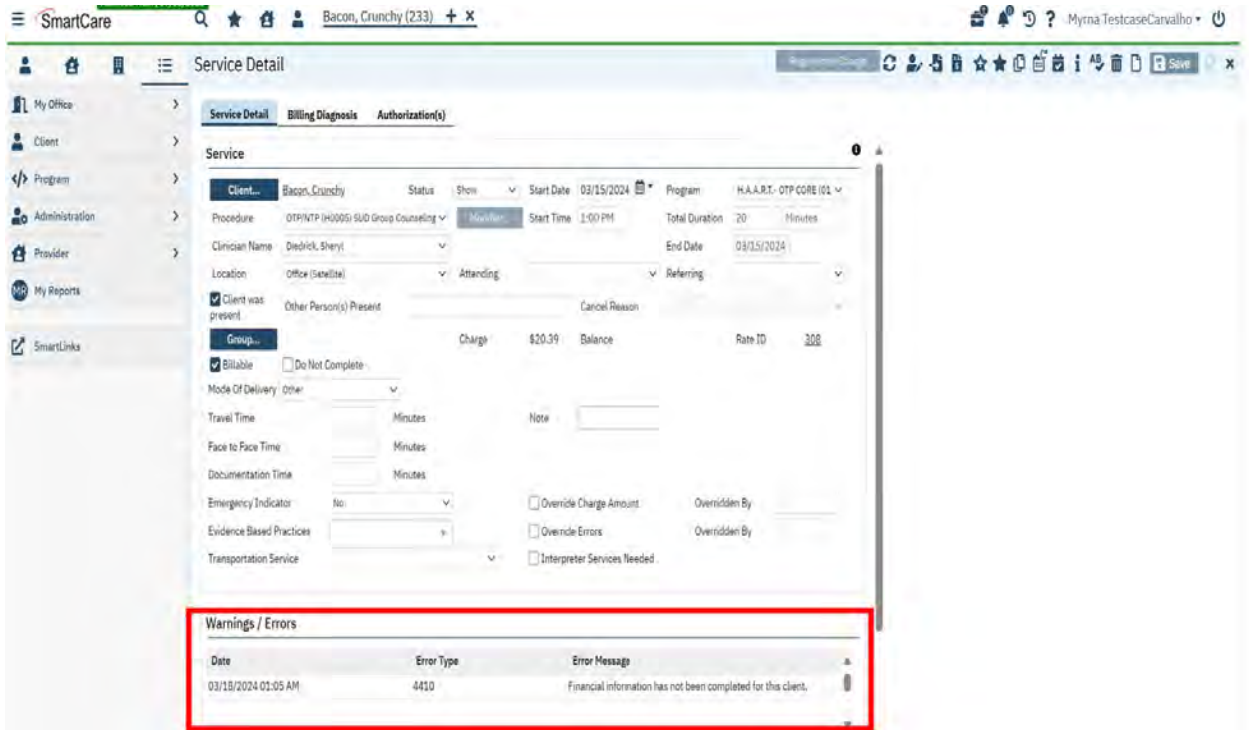 SmartCare
Bacon, Crunchy (233) + x
? Myrna TestcaseCarvalho
Service Detail
Save x
My Office
Client
Program
Administration
Provider
MR My Reports
SmartLinks
Service Detail Billing Diagnosis Authorization(s)
Service
Client... Bacon, Crunchy Status Show Start Date 03/15/2024 Program H.A.A.R.T.- OTP CORE (01
Procedure OTP/NTP (H0005) SUD Group Counseling Modifier... Start Time 1:00 PM Total Duration 20 Minutes
Clinician Name Diedrick, Sheryl End Date 03/15/2024
Location Office (Satellite) Attending Referring
Client was present Other Person(s) Present Cancel Reason
Group... Charge $20.39 Balance Rate ID 308
Billable Do Not Complete
Mode Of Delivery Other
Travel Time Minutes Note
Face to Face Time Minutes
Documentation Time Minutes
Emergency Indicator No Override Charge Amount Overridden By
Evidence Based Practices Override Errors Overridden By
Transportation Service Interpreter Services Needed
Warnings / Errors
Date Error Type Error Message
03/18/2024 01:05 AM 4410 Financial information has not been completed for this client.